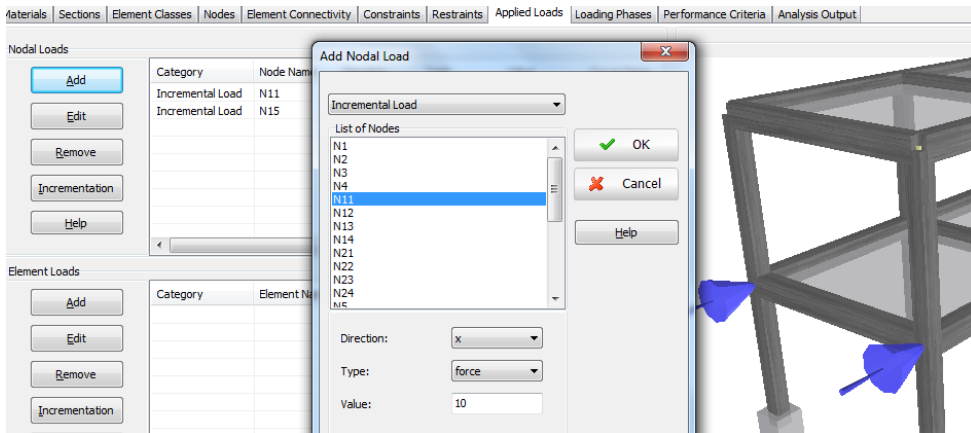 Materials Sections Element Classes Nodes Element Connectivity Constraints Restraints Applied Loads Loading Phases Performance Criteria Analysis Output
Nodal Loads
Add
Edit
Remove
Incrementation
Help
Category Node Name
Incremental Load N11
Incremental Load N15
Element Loads
Add
Edit
Remove
Incrementation
Category Element Na
Add Nodal Load
Incremental Load
List of Nodes
N1
N2
N3
N4
N11
N12
N13
N14
N21
N22
N23
N24
N5
OK
Cancel
Help
Direction: x
Type: force
Value: 10